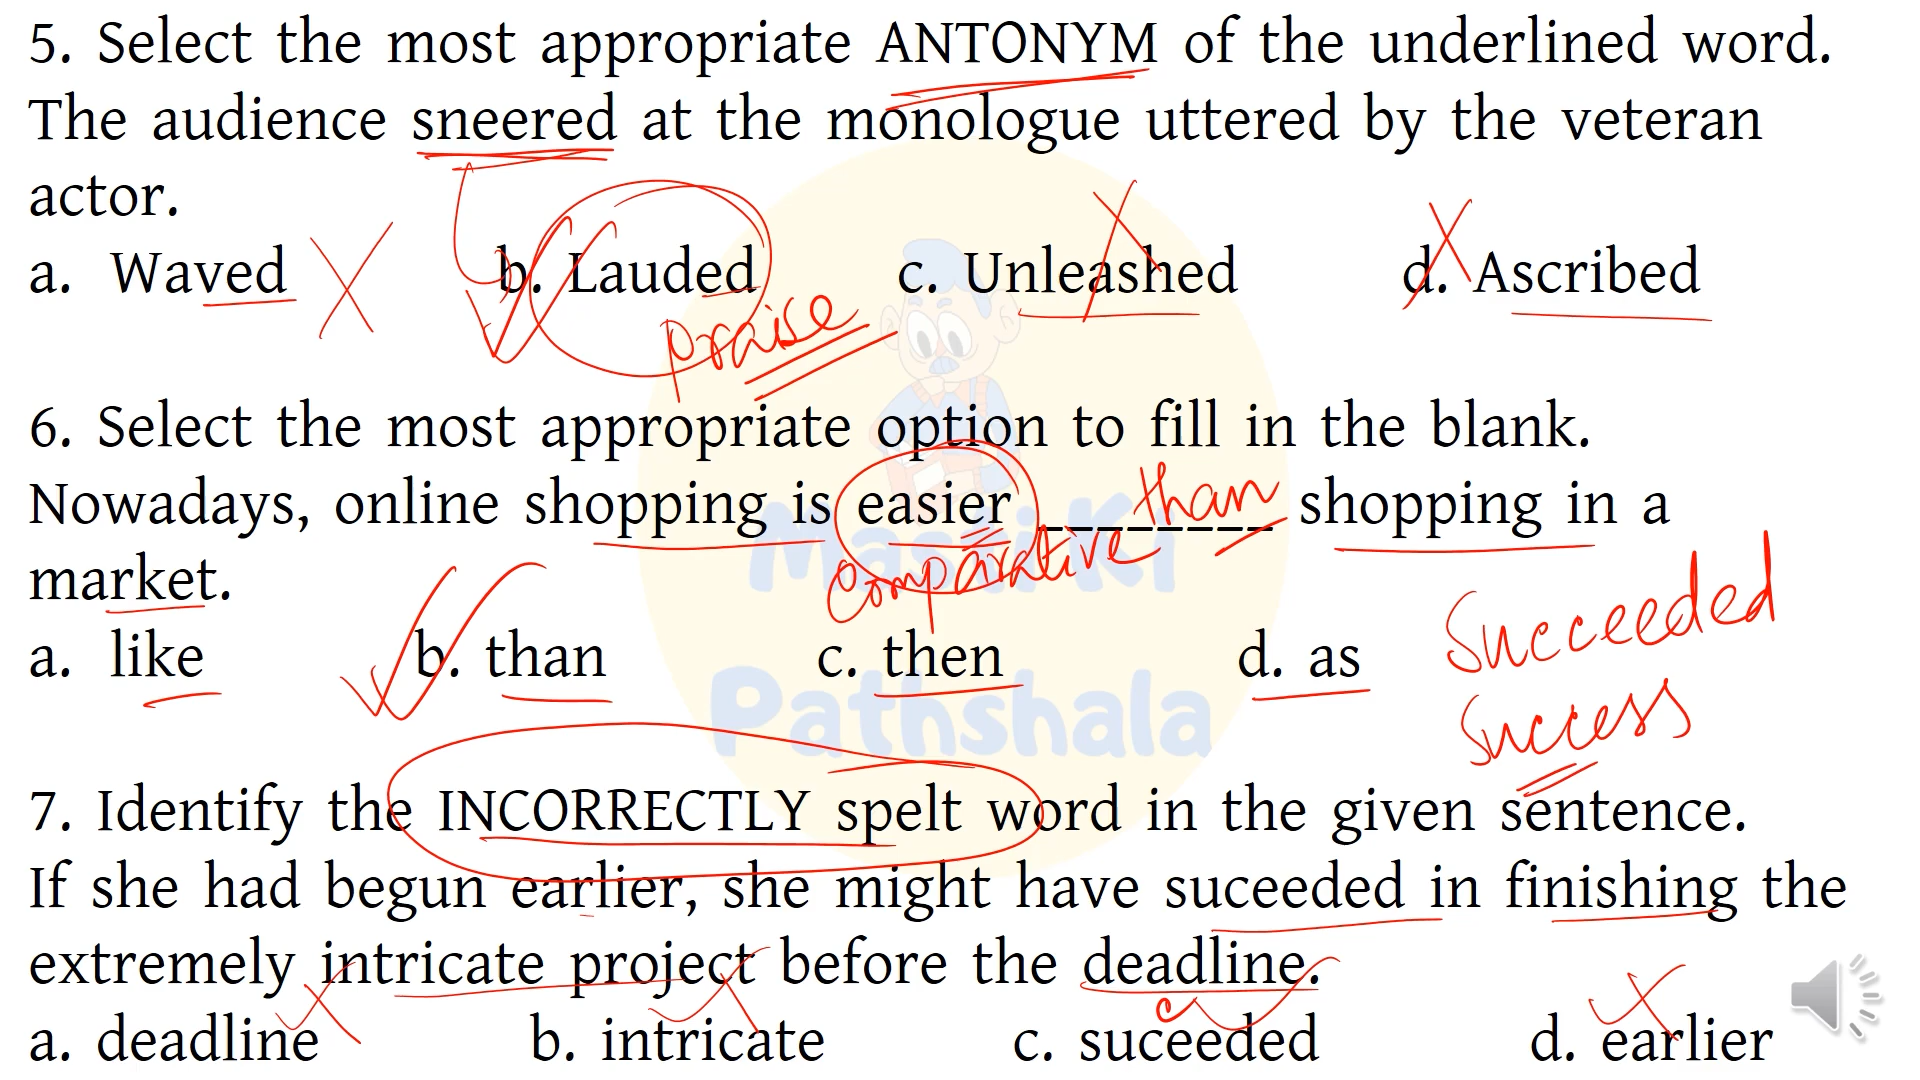 5. Select the most appropriate ANTONYM of the underlined word.
The audience sneered at the monologue uttered by the veteran
actor.
a. Waved b. Lauded c. Unleashed d. Ascribed
praise
6. Select the most appropriate option to fill in the blank.
Nowadays, online shopping is easier ________ shopping in a
than
comparative
market.
a. like b. than c. then d. as
Succeeded
Success
7. Identify the INCORRECTLY spelt word in the given sentence.
If she had begun earlier, she might have suceeded in finishing the
extremely intricate project before the deadline.
c
a. deadline b. intricate c. suceeded d. earlier
Pathshala